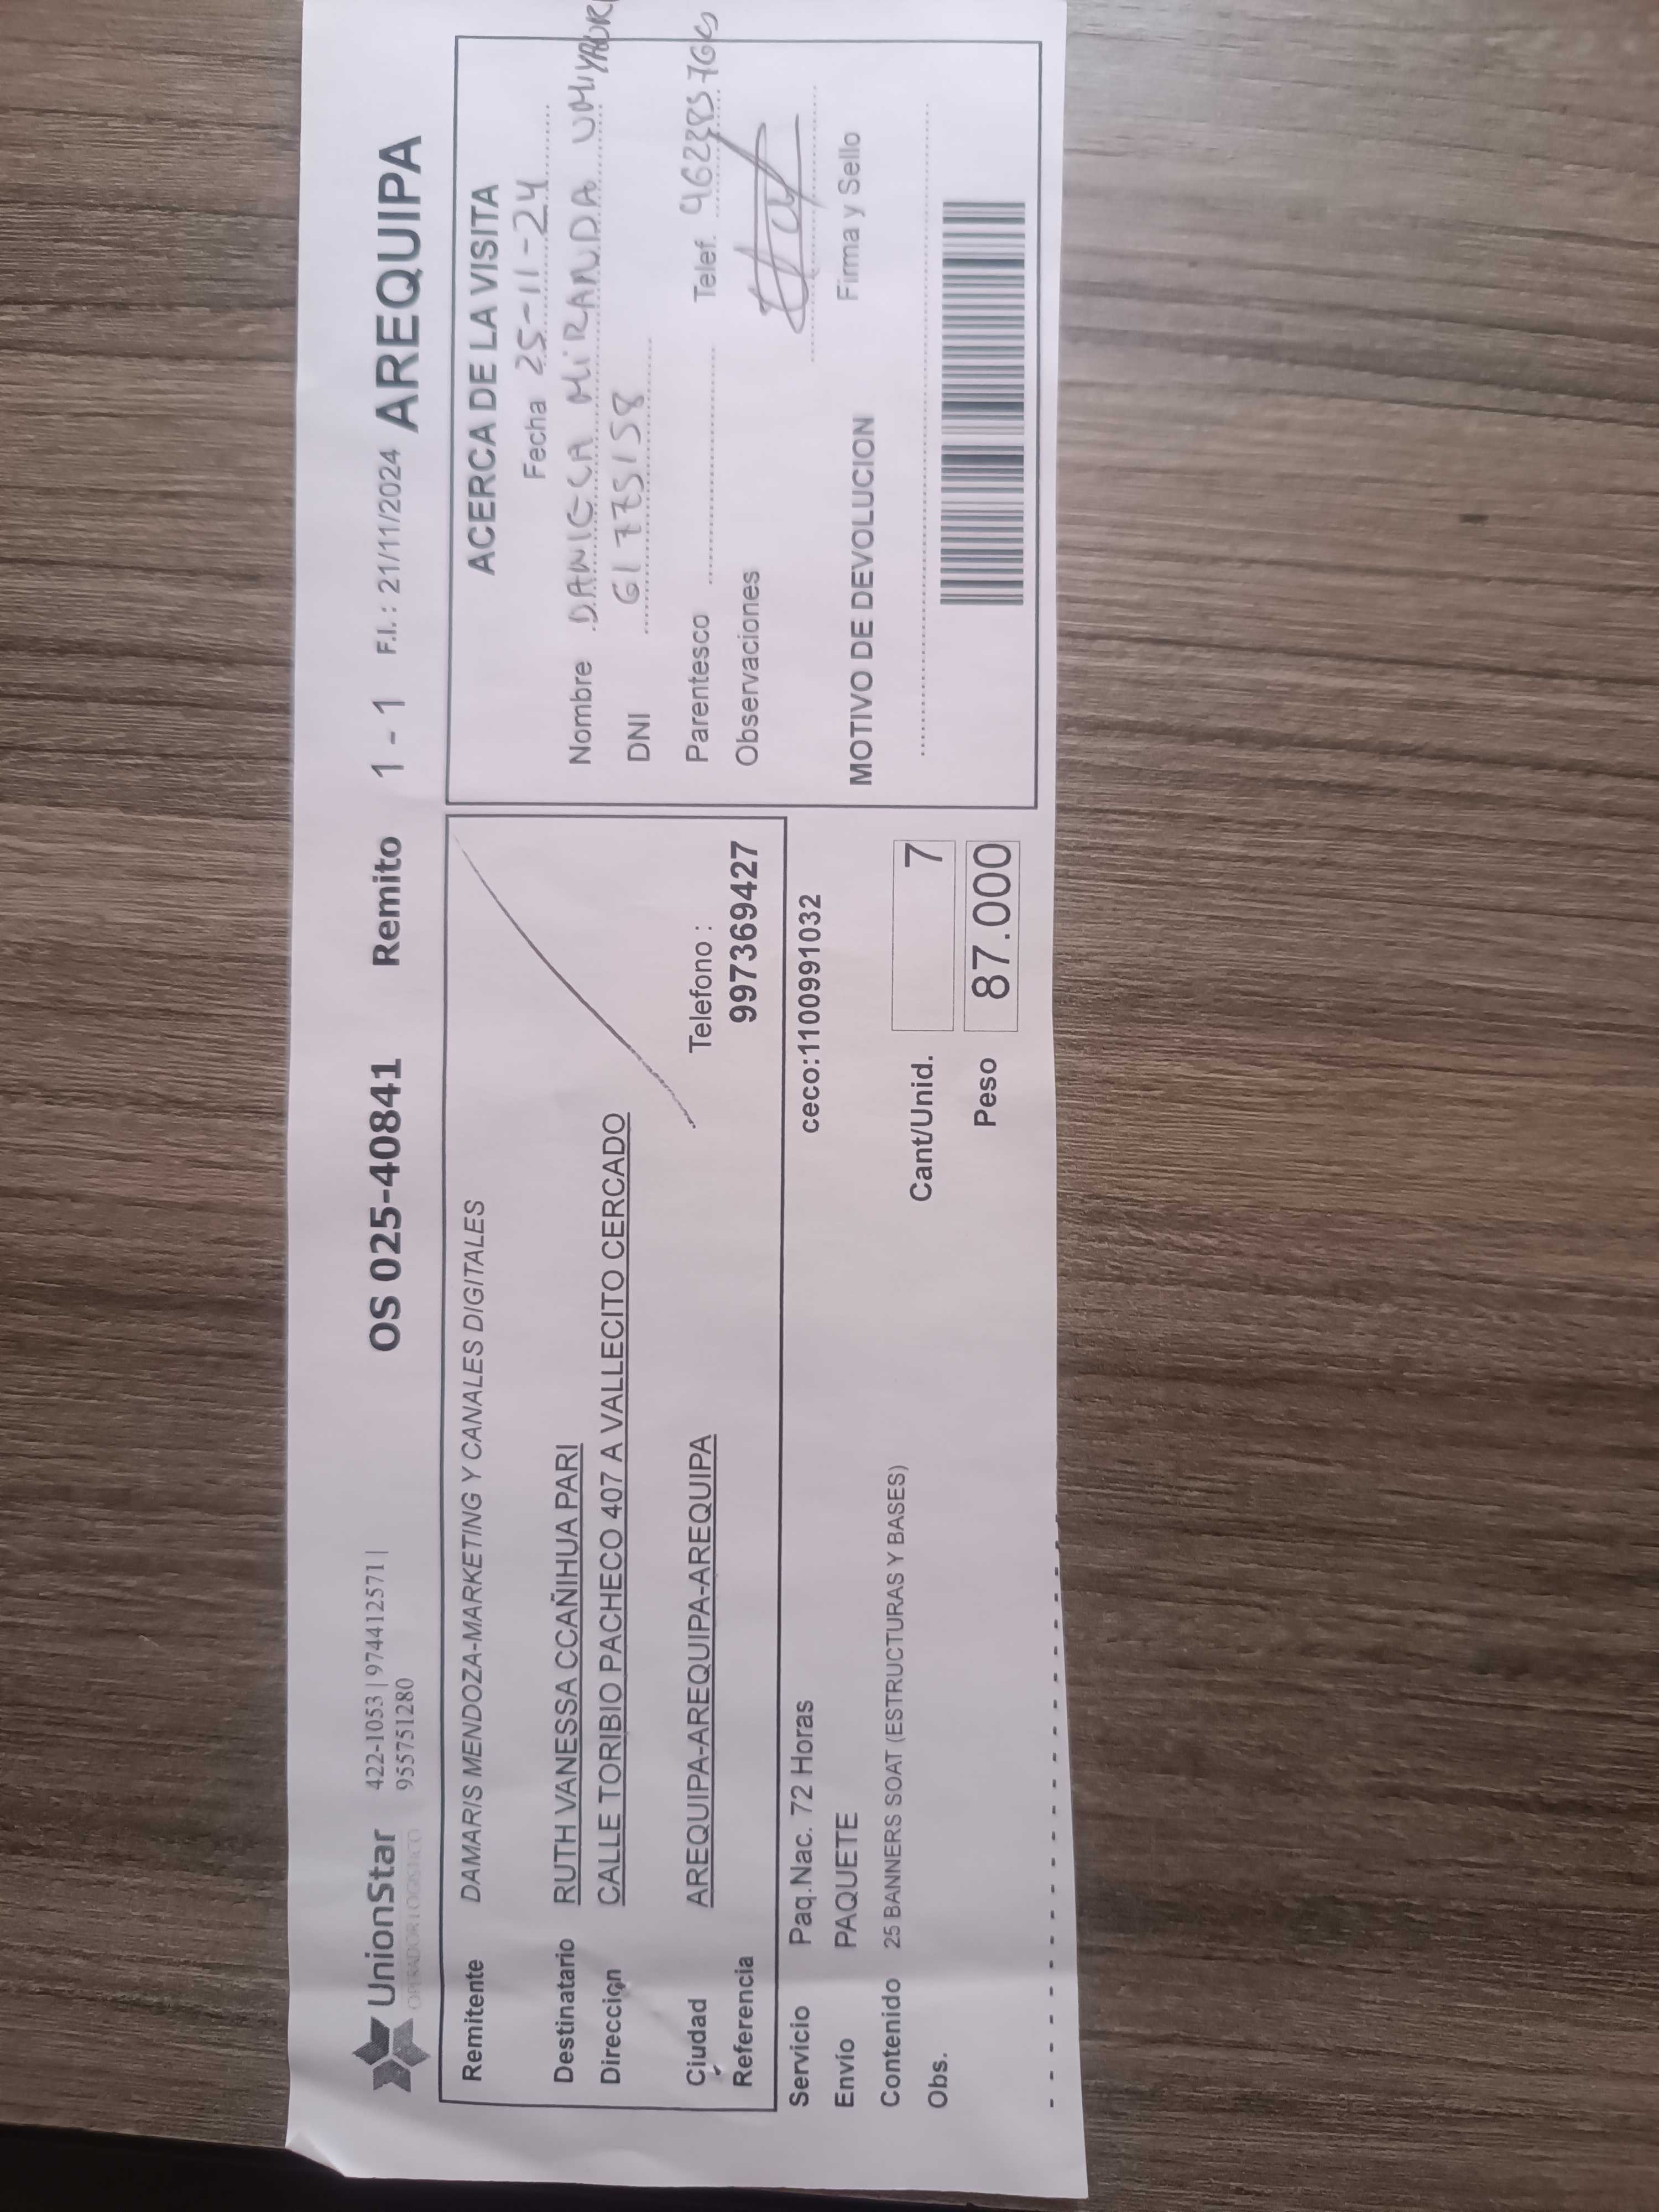 UnionStar
OPERADOR LOGISTICO
422-1053 | 974412571 |
955751280
OS 025-40841
Remito 1 - 1
F.I. : 21/11/2024
AREQUIPA
Remitente DAMARIS MENDOZA-MARKETING Y CANALES DIGITALES
Destinatario RUTH VANESSA CCAÑIHUA PARI
Direccion CALLE TORIBIO PACHECO 407 A VALLECITO CERCADO
Ciudad AREQUIPA-AREQUIPA-AREQUIPA
Telefono :
Referencia 997369427
Servicio Paq.Nac. 72 Horas ceco:1100991032
Envío PAQUETE
Contenido 25 BANNERS SOAT (ESTRUCTURAS Y BASES)
Obs.
Cant/Unid. 7
Peso 87.000
ACERCA DE LA VISITA
Fecha 25-11-24
Nombre MIRANDA
DNI 61775158
Parentesco Telef.
Observaciones
Firma y Sello
MOTIVO DE DEVOLUCION